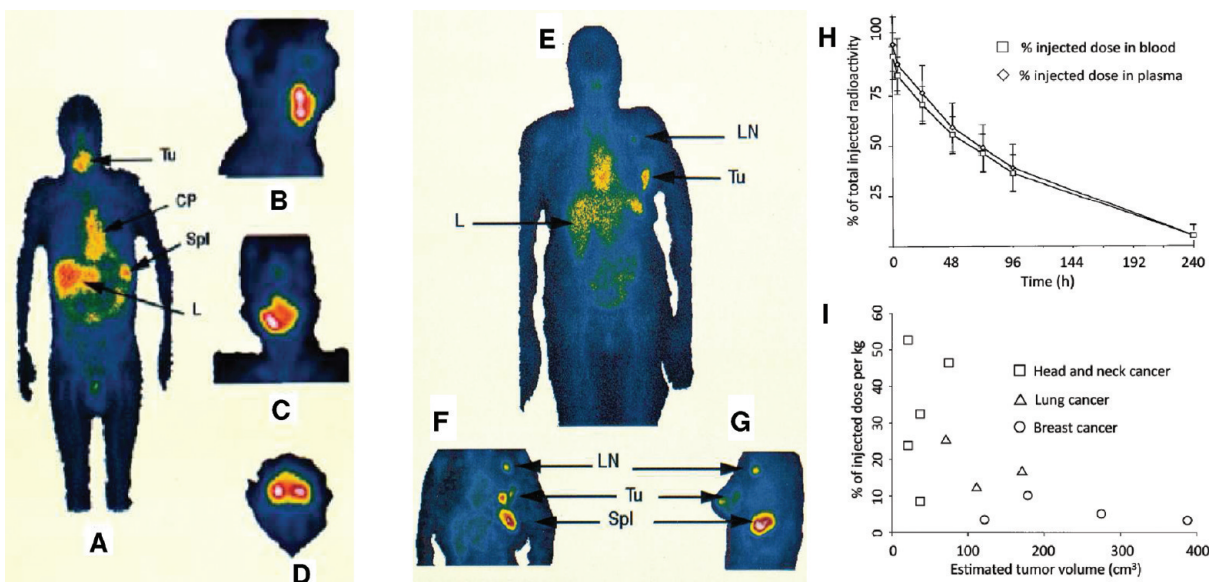 A
Tu
CP
Spl
L
B
C
D
E
LN
Tu
L
F
G
LN
Tu
Spl
H
% of total injected radioactivity
100
75
50
25
% injected dose in blood
% injected dose in plasma
0 48 96 144 192 240
Time (h)
I
% of injected dose per kg
60
50
40
30
20
10
0
Head and neck cancer
Lung cancer
Breast cancer
0 100 200 300 400
Estimated tumor volume (cm³)